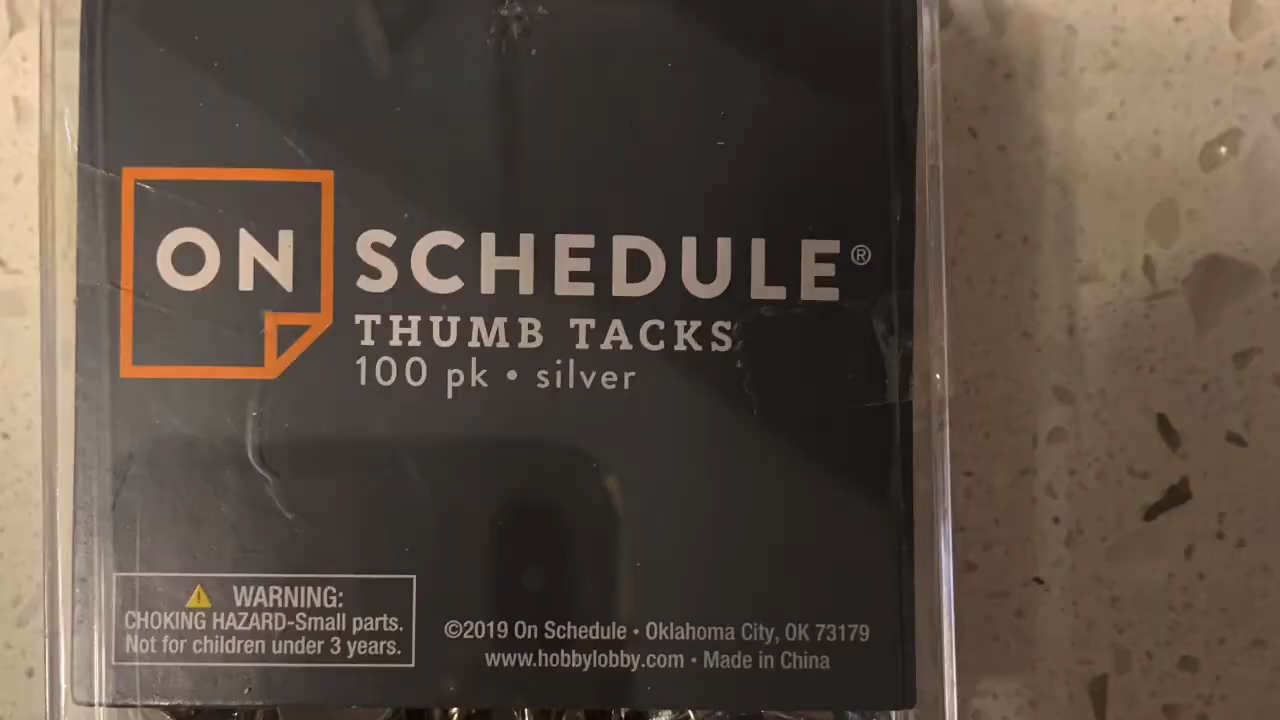 ON SCHEDULE®
THUMB TACKS
100 pk • silver
⚠ WARNING:
CHOKING HAZARD-Small parts.
Not for children under 3 years.
©2019 On Schedule • Oklahoma City, OK 73179
www.hobbylobby.com • Made in China